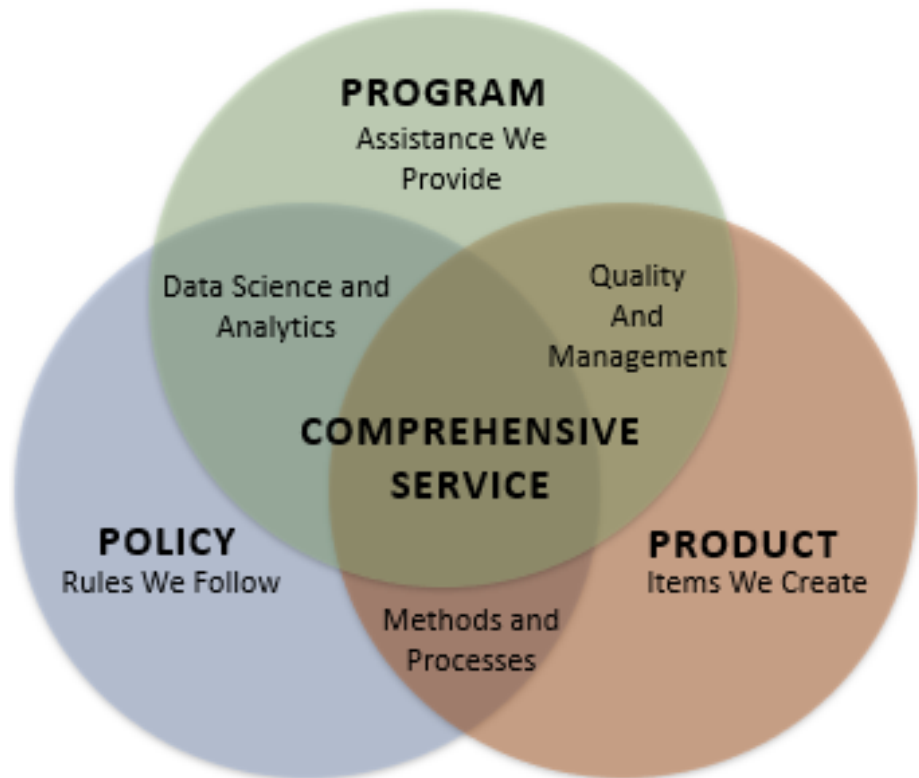 PROGRAM
Assistance We
Provide
Data Science and
Analytics
Quality
And
Management
COMPREHENSIVE
SERVICE
POLICY
Rules We Follow
PRODUCT
Items We Create
Methods and
Processes